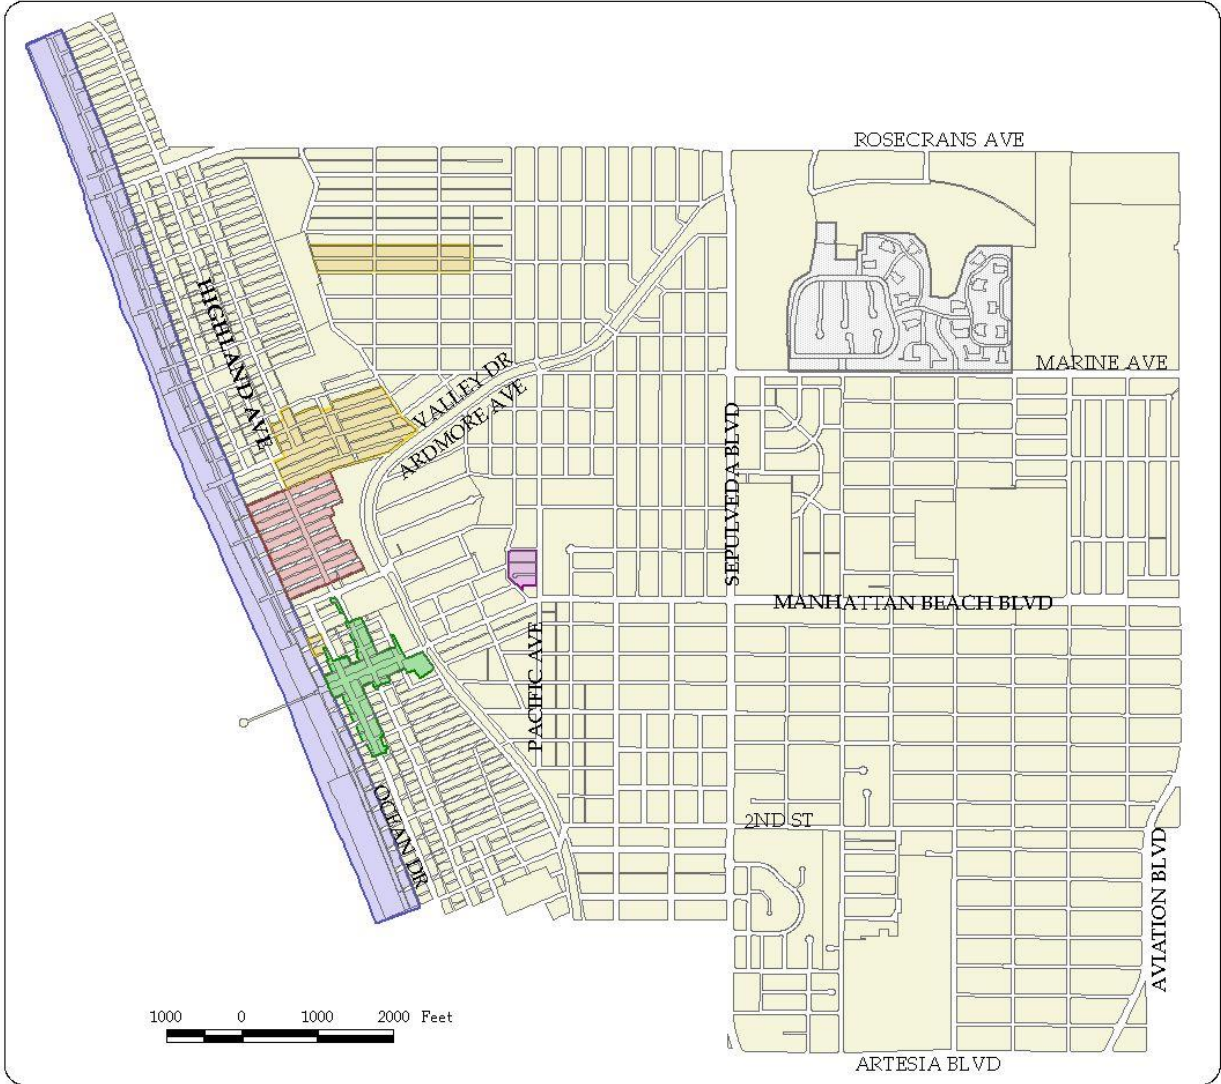 ROSECRANS AVE
HIGHLAND AVE
VALLEY DR
ARDMORE AVE
MARINE AVE
SEPULVEDA BLVD
MANHATTAN BEACH BLVD
PACIFIC AVE
OCEAN DR
2ND ST
AVIATION BLVD
1000 0 1000 2000 Feet
ARTESIA BLVD